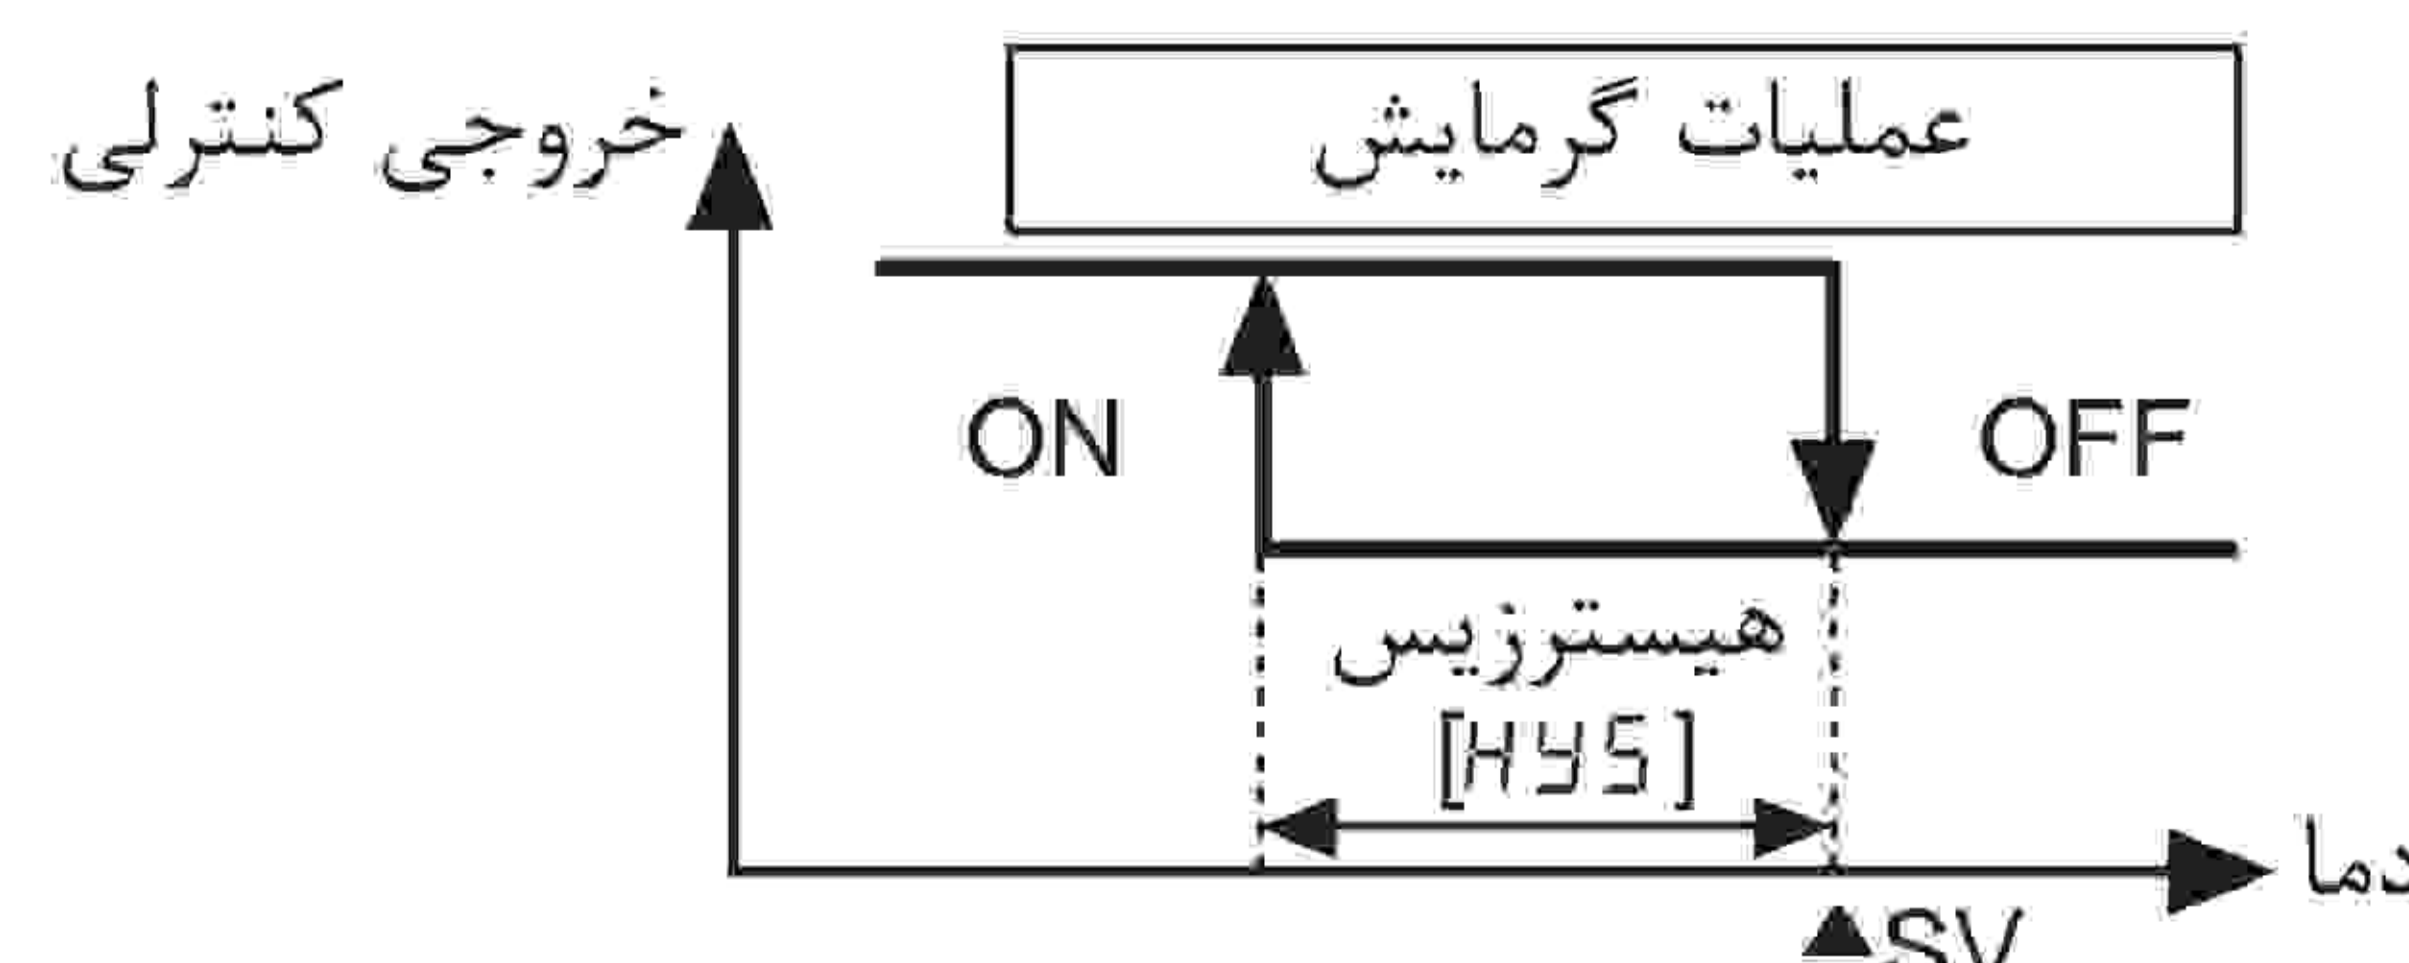 عملیات گرمایش
خروجی کنترلی
ON
OFF
هیسترزیس
[HYS]
دما
SV